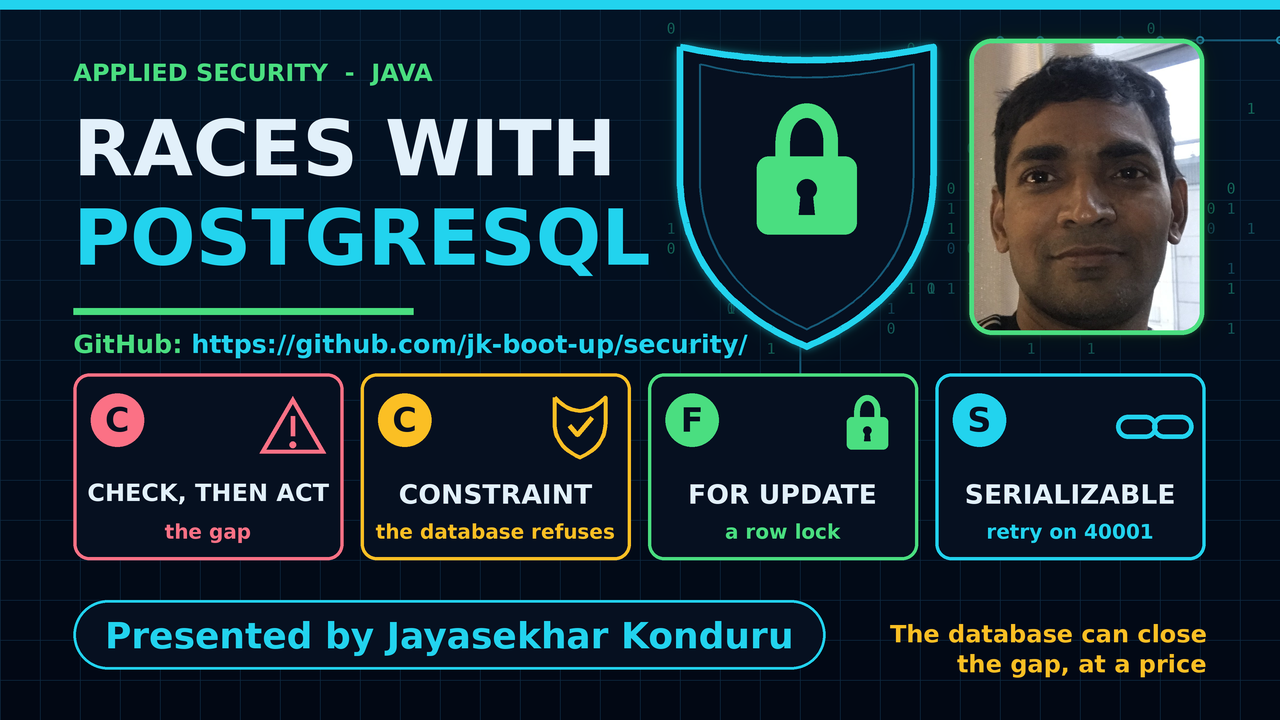 APPLIED SECURITY - JAVA
RACES WITH
POSTGRESQL
GitHub: https://github.com/jk-boot-up/security/
C
CHECK, THEN ACT
the gap
C
CONSTRAINT
the database refuses
F
FOR UPDATE
a row lock
S
SERIALIZABLE
retry on 40001
Presented by Jayasekhar Konduru
The database can close
the gap, at a price